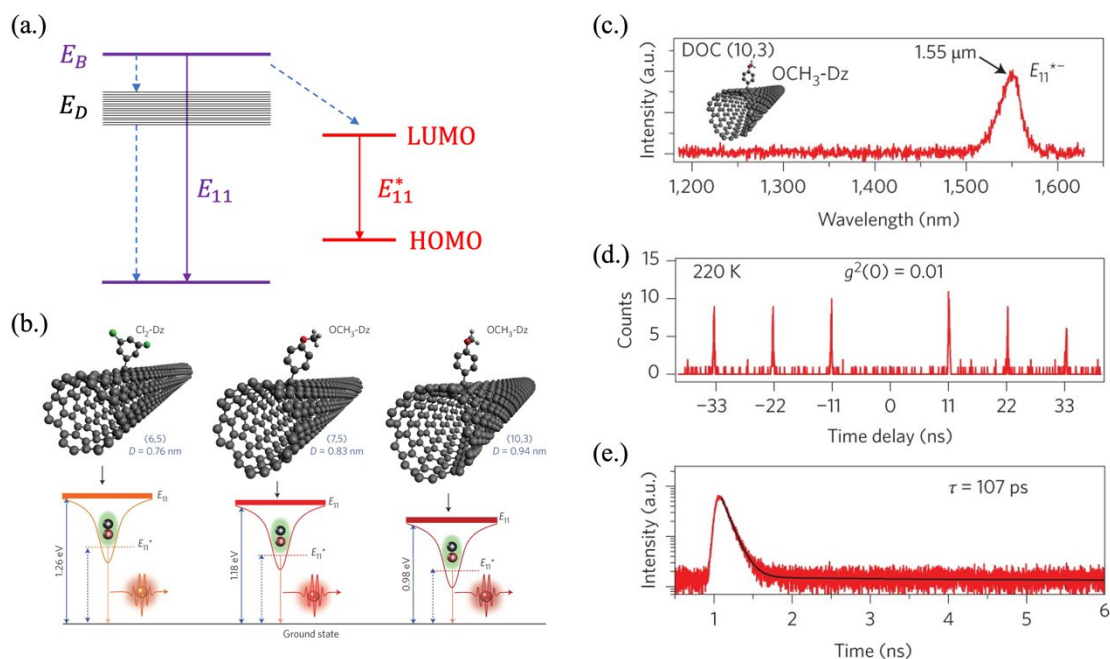 (a.)
E_B
E_D
E_11
LUMO
E*_11
HOMO
(b.)
Cl2-Dz
OCH3-Dz
OCH3-Dz
(6,5)
D = 0.76 nm
(7,5)
D = 0.83 nm
(10,3)
D = 0.94 nm
E11
E11
E11
E11*
E11*
E11*
1.26 eV
1.18 eV
0.98 eV
Ground state
(c.)
DOC (10,3)
OCH3-Dz
1.55 μm
E11*−
Intensity (a.u.)
1,200 1,300 1,400 1,500 1,600
Wavelength (nm)
(d.)
220 K g2(0) = 0.01
Counts
15
10
5
0
−33 −22 −11 0 11 22 33
Time delay (ns)
(e.)
τ = 107 ps
Intensity (a.u.)
1 2 3 4 5 6
Time (ns)